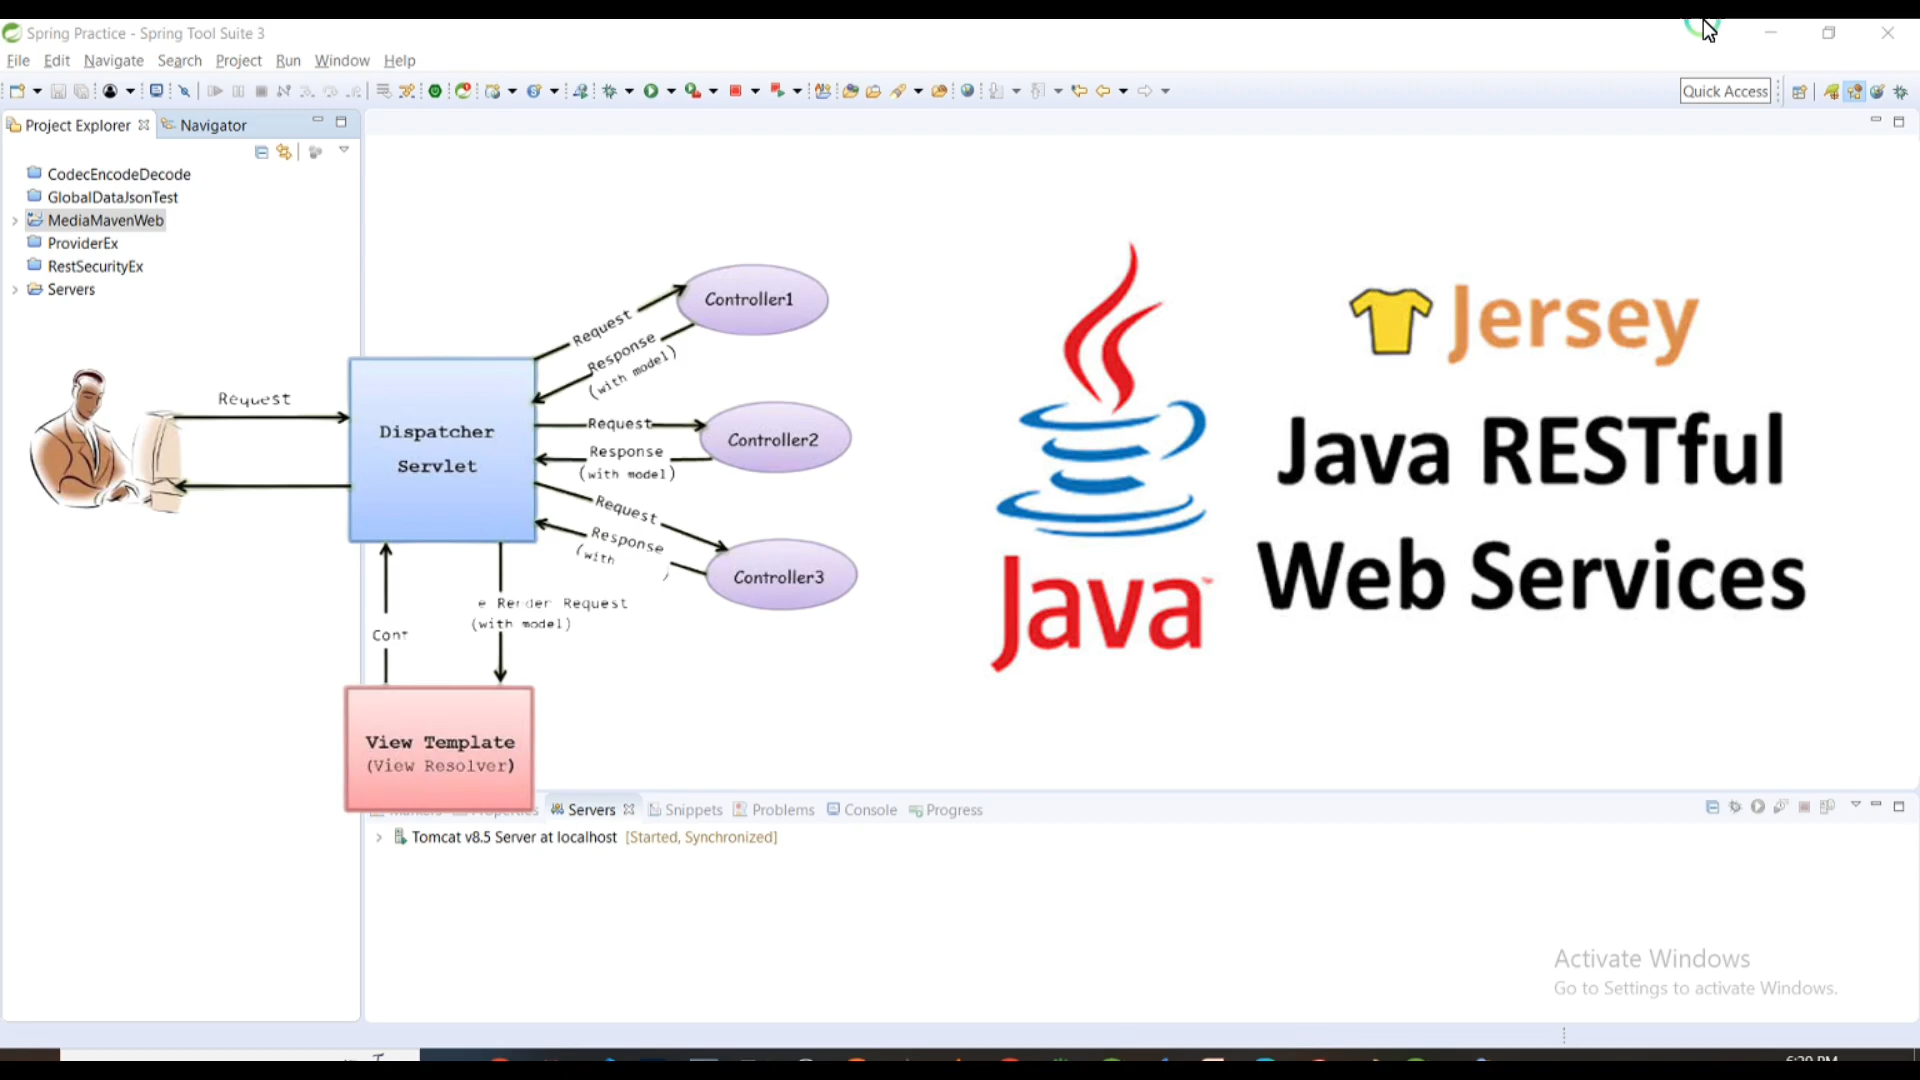 Spring Practice - Spring Tool Suite 3
File Edit Navigate Search Project Run Window Help
Quick Access
Project Explorer Navigator
CodecEncodeDecode
GlobalDataJsonTest
MediaMavenWeb
ProviderEx
RestSecurityEx
Servers
Request
Dispatcher
Servlet
Request
Response
(with model)
Controller1
Request
Response
(with model)
Controller2
Request
Response
(with
)
Controller3
e Render Request
(with model)
Cont
View Template
(View Resolver)
Java
Jersey
Java RESTful
Web Services
Servers Snippets Problems Console Progress
Tomcat v8.5 Server at localhost [Started, Synchronized]
Activate Windows
Go to Settings to activate Windows.